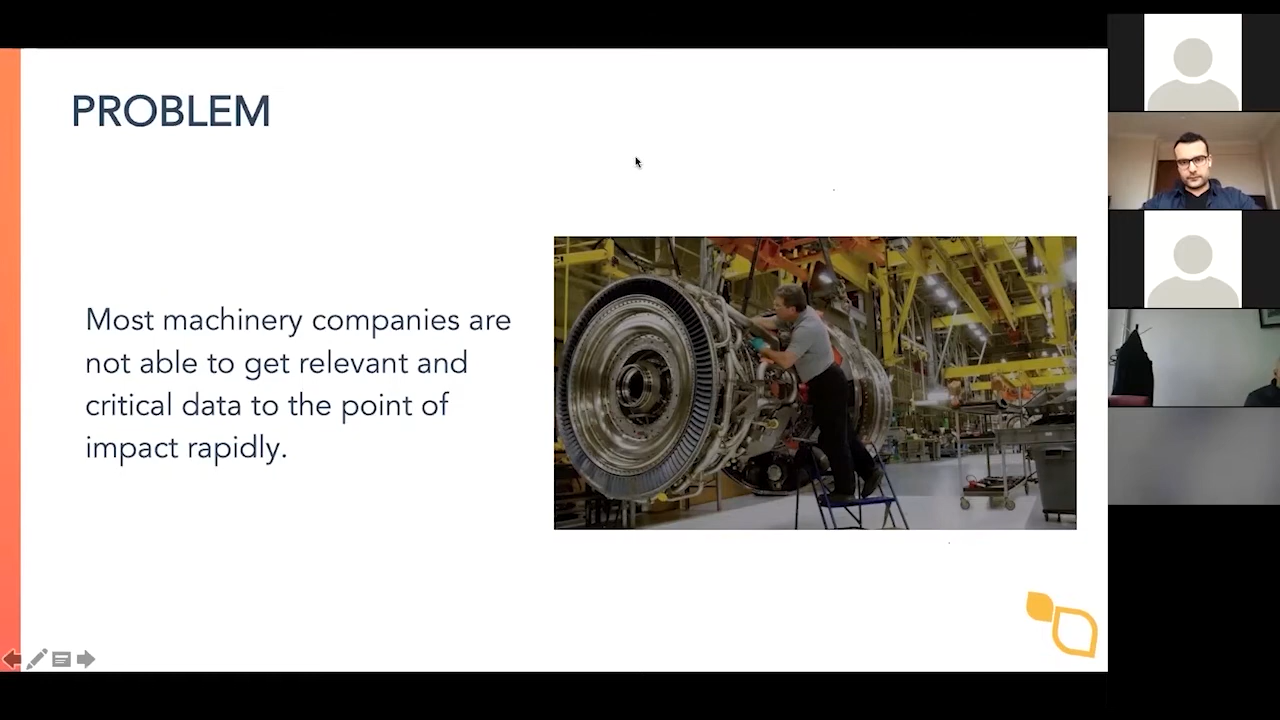 PROBLEM
Most machinery companies are
not able to get relevant and
critical data to the point of
impact rapidly.